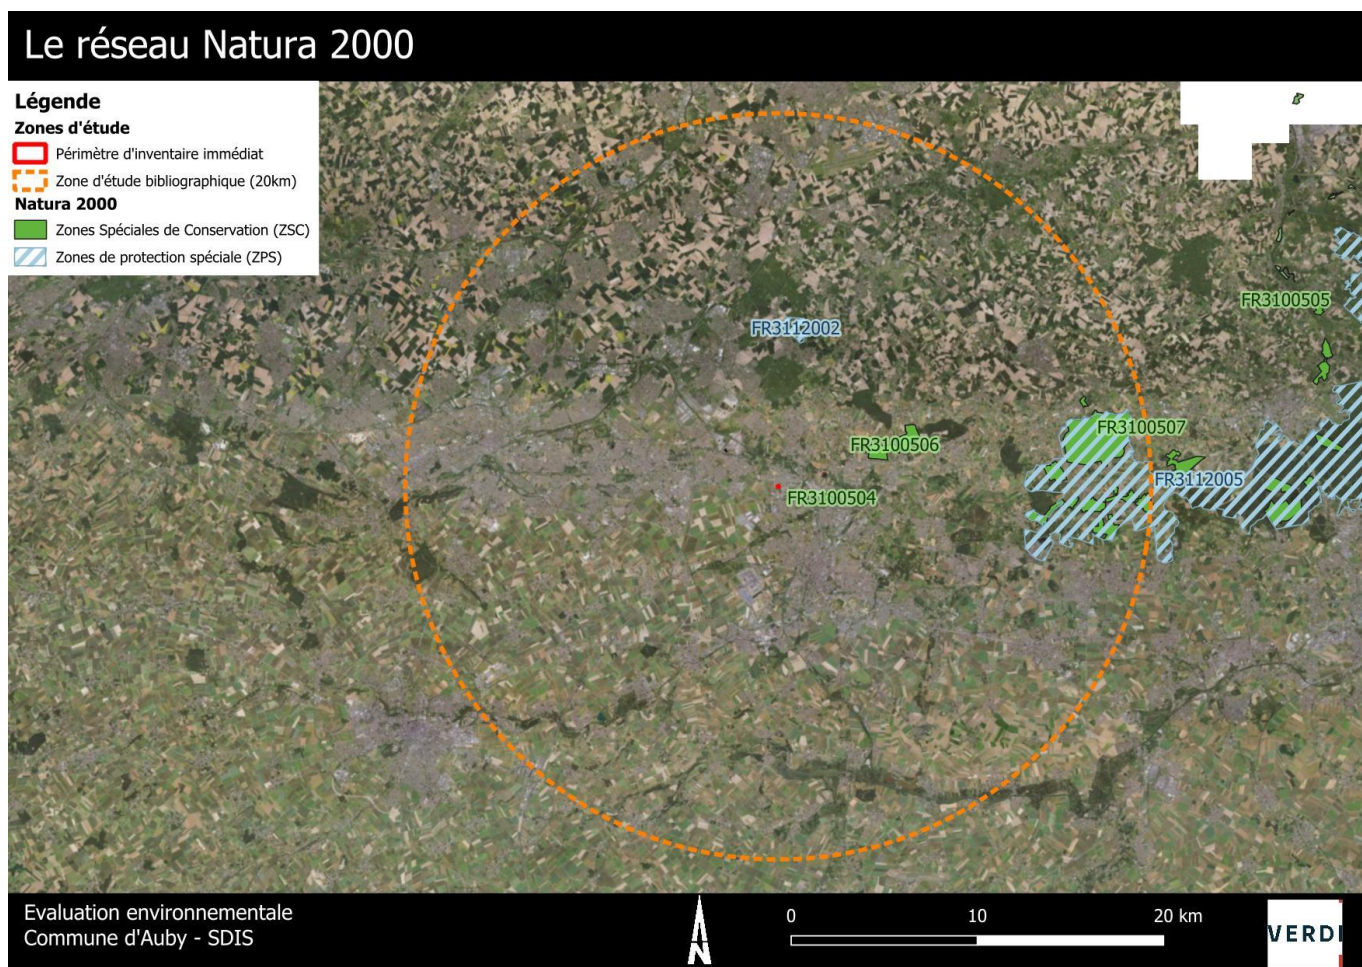 Le réseau Natura 2000
Légende
Zones d'étude
Périmètre d'inventaire immédiat
Zone d'étude bibliographique (20km)
Natura 2000
Zones Spéciales de Conservation (ZSC)
Zones de protection spéciale (ZPS)
FR3100505
FR3112002
FR3100507
FR3100506
FR3112005
FR3100504
Evaluation environnementale
Commune d'Auby - SDIS
N
0 10 20 km
VERDI